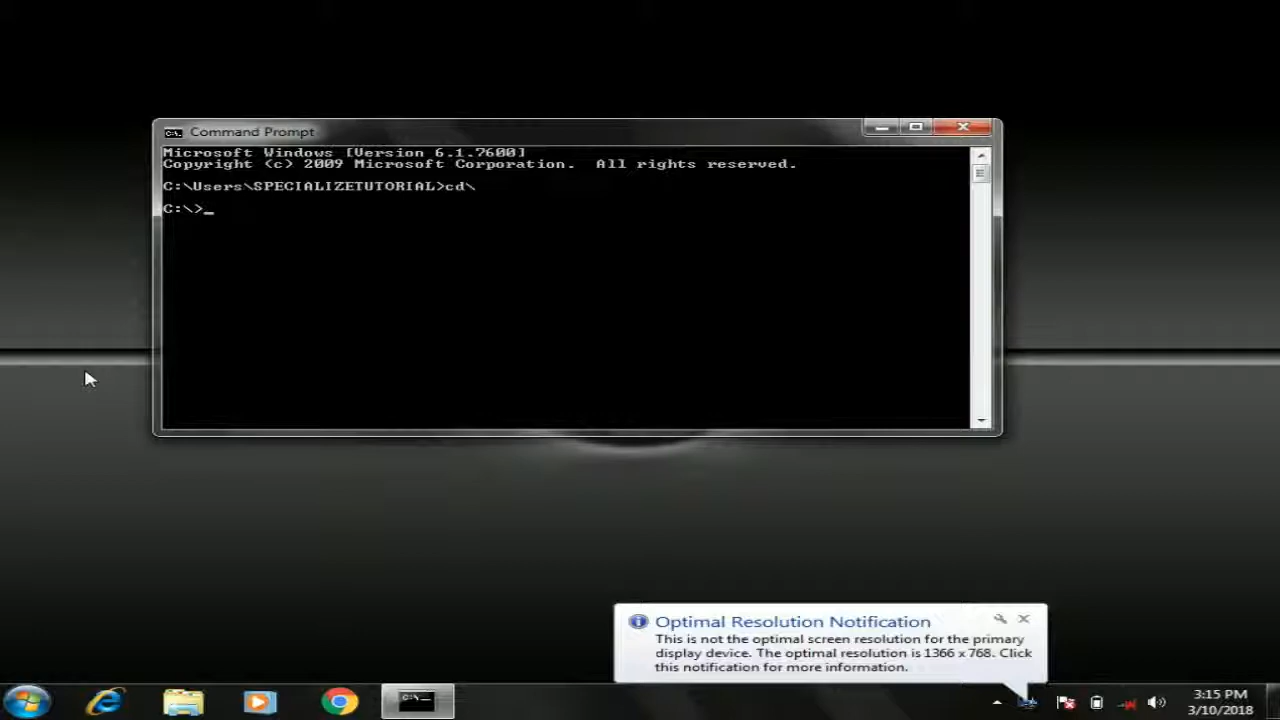 Command Prompt
Microsoft Windows [Version 6.1.7600]
Copyright (c) 2009 Microsoft Corporation.  All rights reserved.
C:\Users\SPECIALIZETUTORIAL>cd\
C:\>_
Optimal Resolution Notification
This is not the optimal screen resolution for the primary
display device. The optimal resolution is 1366 x 768. Click
this notification for more information.
3:15 PM
3/10/2018